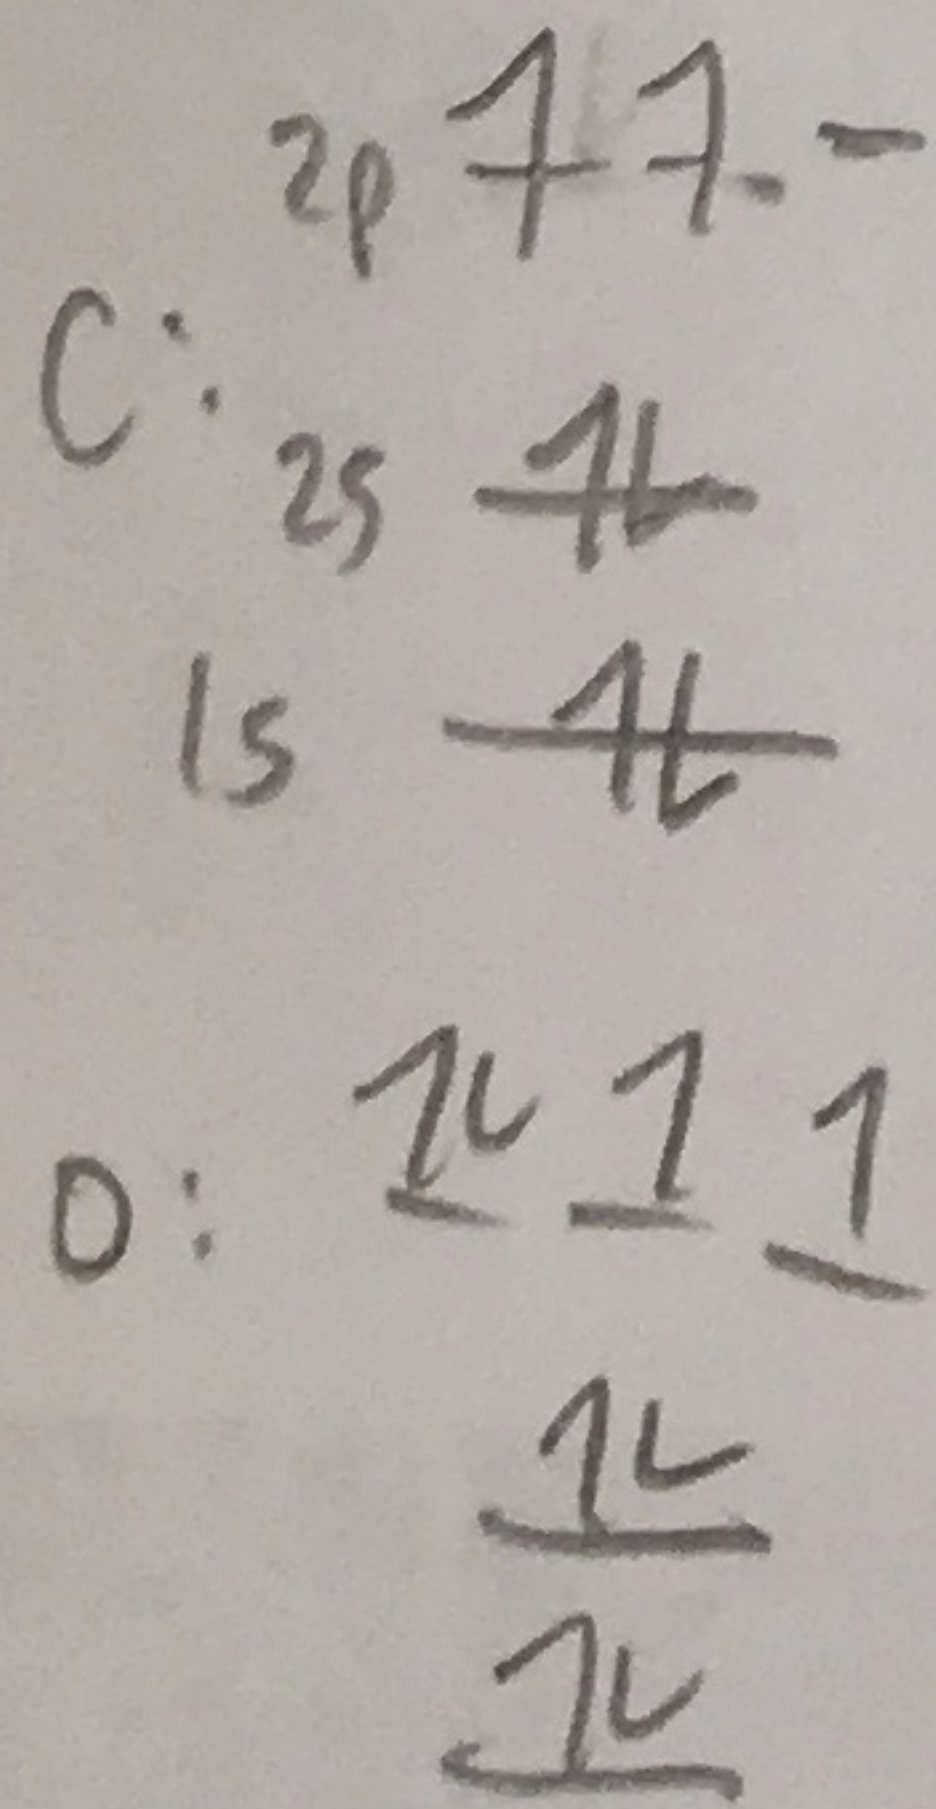 2p ↿ ↿ –
C:
2s ↿⇂
1s ↿⇂
O: ↿⇂ ↿ ↿
↿⇂
↿⇂